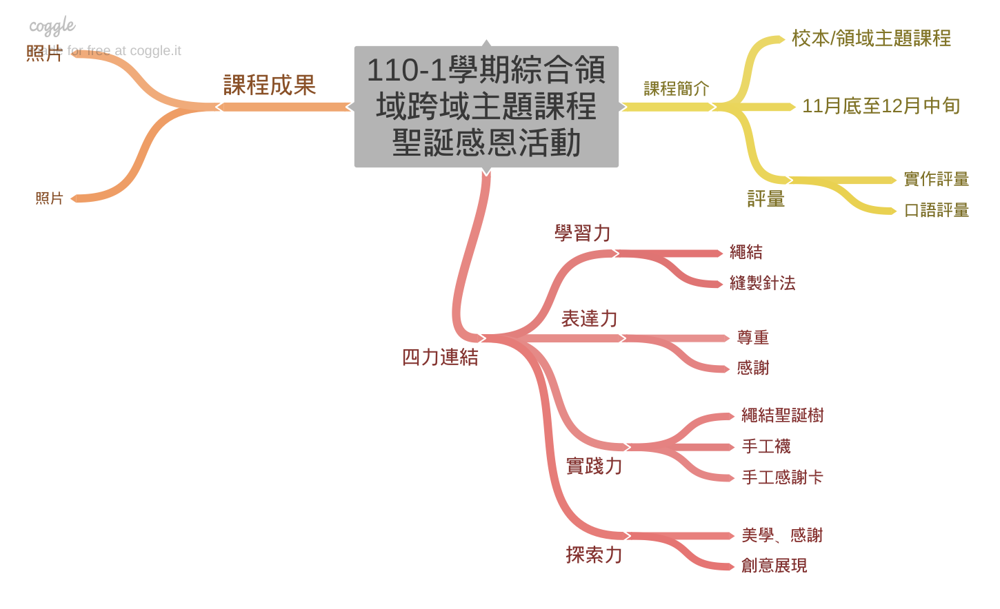 coggle
made for free at coggle.it
照片
課程成果
照片
110-1學期綜合領
域跨域主題課程
聖誕感恩活動
課程簡介
校本/領域主題課程
11月底至12月中旬
評量
實作評量
口語評量
四力連結
學習力
繩結
縫製針法
表達力
尊重
感謝
實踐力
繩結聖誕樹
手工襪
手工感謝卡
探索力
美學、感謝
創意展現